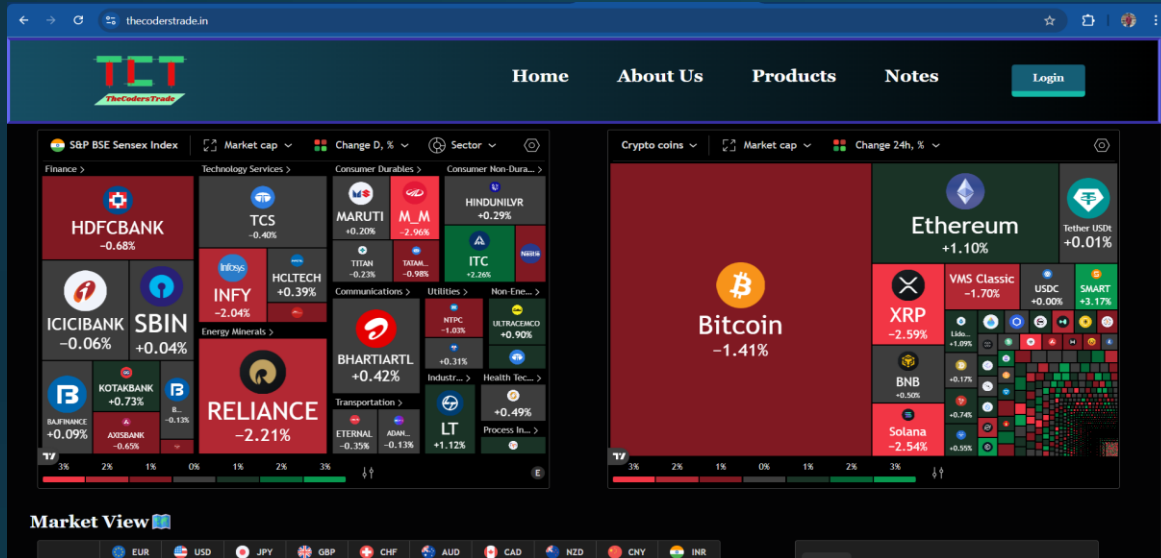 thecoderstrade.in
TCT
TheCodersTrade
Home About Us Products Notes Login
S&P BSE Sensex Index Market cap Change D, % Sector
Finance >
HDFCBANK
−0.68%
ICICIBANK
−0.06%
SBIN
+0.04%
BAJFINANCE
+0.09%
KOTAKBANK
+0.73%
AXISBANK
−0.65%
B...
−0.13%
Technology Services >
TCS
−0.40%
INFY
−2.04%
HCLTECH
+0.39%
Energy Minerals >
RELIANCE
−2.21%
Consumer Durables >
MARUTI
+0.20%
M_M
−2.96%
TITAN
−0.23%
TATAM...
−0.98%
Consumer Non-Dura... >
HINDUNILVR
+0.29%
ITC
+2.26%
Nestle
Communications >
BHARTIARTL
+0.42%
Utilities >
NTPC
−1.03%
+0.31%
Non-Ene... >
ULTRACEMCO
+0.90%
Transportation >
ETERNAL
−0.35%
ADAN...
−0.13%
Industr... >
LT
+1.12%
Health Tec... >
+0.49%
Process In... >
3% 2% 1% 0% 1% 2% 3%
E
Crypto coins Market cap Change 24h, %
Bitcoin
−1.41%
Ethereum
+1.10%
Tether USDt
+0.01%
XRP
−2.59%
BNB
+0.50%
Solana
−2.54%
VMS Classic
−1.70%
USDC
+0.00%
SMART
+3.17%
Lido...
+1.09%
+0.17%
+0.74%
+0.55%
3% 2% 1% 0% 1% 2% 3%
Market View
EUR USD JPY GBP CHF AUD CAD NZD CNY INR